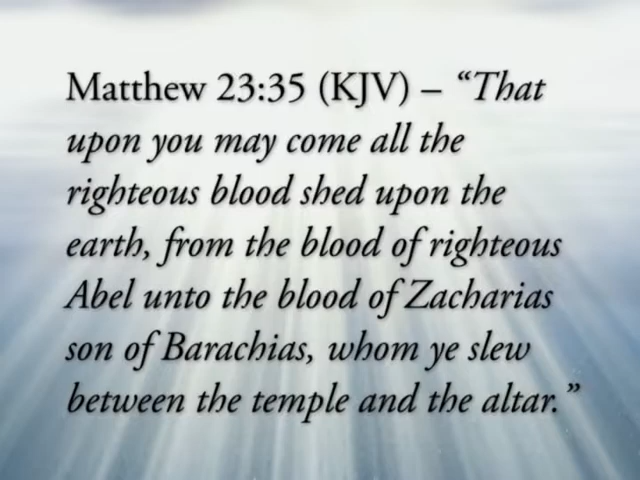 Matthew 23:35 (KJV) – “That
upon you may come all the
righteous blood shed upon the
earth, from the blood of righteous
Abel unto the blood of Zacharias
son of Barachias, whom ye slew
between the temple and the altar.”